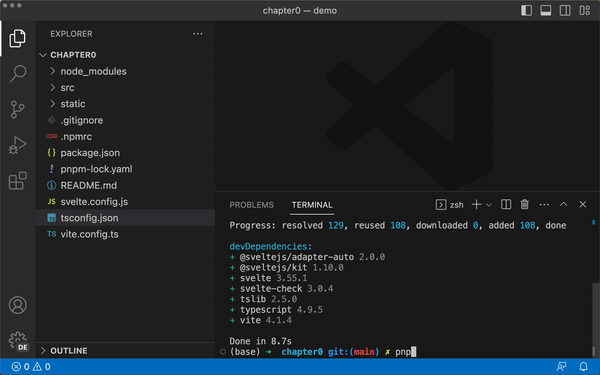 chapter0 — demo
EXPLORER
CHAPTER0
node_modules
src
static
.gitignore
npm .npmrc
{ } package.json
! pnpm-lock.yaml
README.md
JS svelte.config.js
TS tsconfig.json
TS vite.config.ts
OUTLINE
PROBLEMS TERMINAL zsh
Progress: resolved 129, reused 108, downloaded 0, added 108, done
devDependencies:
+ @sveltejs/adapter-auto 2.0.0
+ @sveltejs/kit 1.10.0
+ svelte 3.55.1
+ svelte-check 3.0.4
+ tslib 2.5.0
+ typescript 4.9.5
+ vite 4.1.4
Done in 8.7s
(base) ➜ chapter0 git:(main) ✗ pnp
DE
0 0